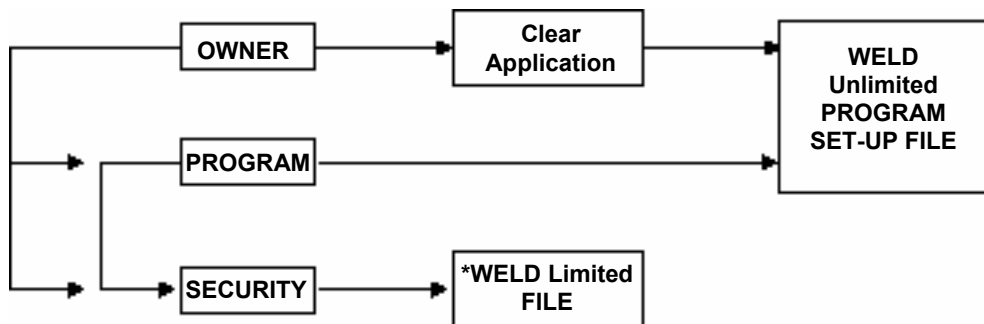 OWNER
Clear
Application
WELD
Unlimited
PROGRAM
SET-UP FILE
PROGRAM
SECURITY
*WELD Limited
FILE